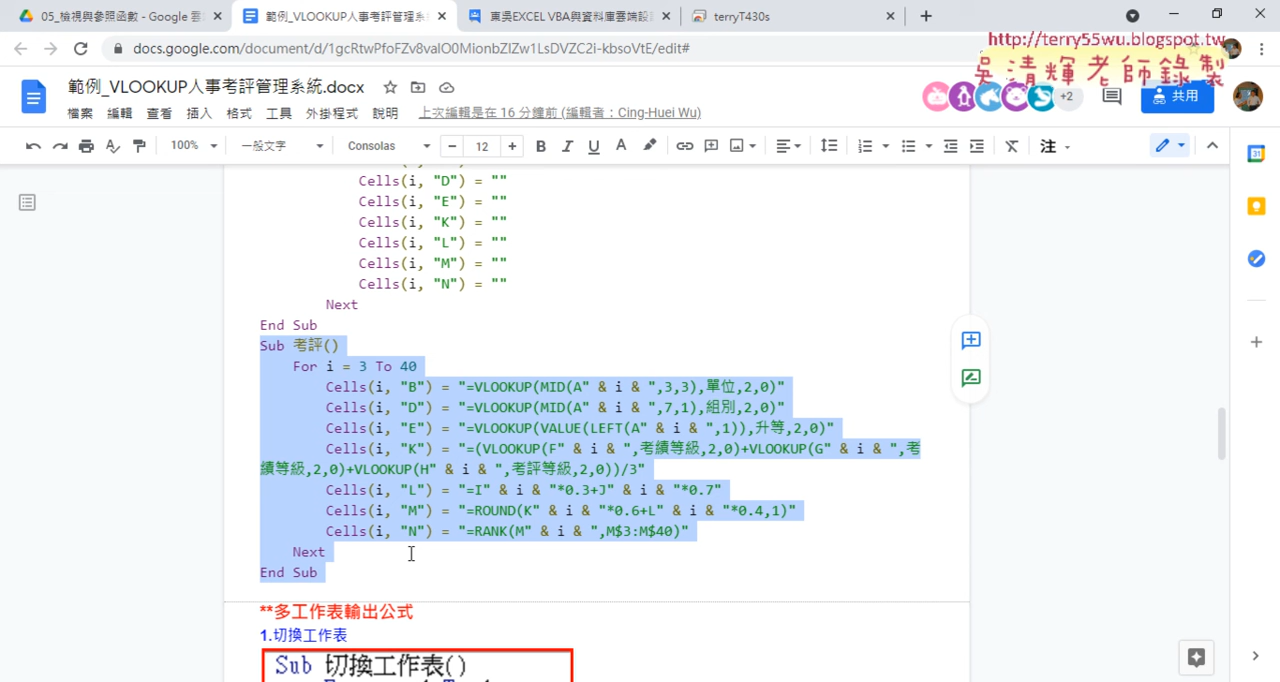 05_檢視與參照函數 - Google 雲
範例_VLOOKUP人事考評管理系統
東吳EXCEL VBA與資料庫雲端設計
terryT430s
docs.google.com/document/d/1gcRtwPfoFZv8valO0MionbZIZw1LsDVZC2i-kbsoVtE/edit#
http://terry55wu.blogspot.tw
吳清輝老師錄製
範例_VLOOKUP人事考評管理系統.docx
檔案 編輯 查看 插入 格式 工具 外掛程式 說明 上次編輯是在 16 分鐘前 (編輯者：Cing-Huei Wu)
+2
共用
100% 一般文字 Consolas 12 B I U A 注
Cells(i, "D") = ""
Cells(i, "E") = ""
Cells(i, "K") = ""
Cells(i, "L") = ""
Cells(i, "M") = ""
Cells(i, "N") = ""
Next
End Sub
Sub 考評()
For i = 3 To 40
Cells(i, "B") = "=VLOOKUP(MID(A" & i & ",3,3),單位,2,0)"
Cells(i, "D") = "=VLOOKUP(MID(A" & i & ",7,1),組別,2,0)"
Cells(i, "E") = "=VLOOKUP(VALUE(LEFT(A" & i & ",1)),升等,2,0)"
Cells(i, "K") = "=(VLOOKUP(F" & i & ",考績等級,2,0)+VLOOKUP(G" & i & ",考
績等級,2,0)+VLOOKUP(H" & i & ",考評等級,2,0))/3"
Cells(i, "L") = "=I" & i & "*0.3+J" & i & "*0.7"
Cells(i, "M") = "=ROUND(K" & i & "*0.6+L" & i & "*0.4,1)"
Cells(i, "N") = "=RANK(M" & i & ",M$3:M$40)"
Next
End Sub
**多工作表輸出公式
1.切換工作表
Sub 切換工作表()